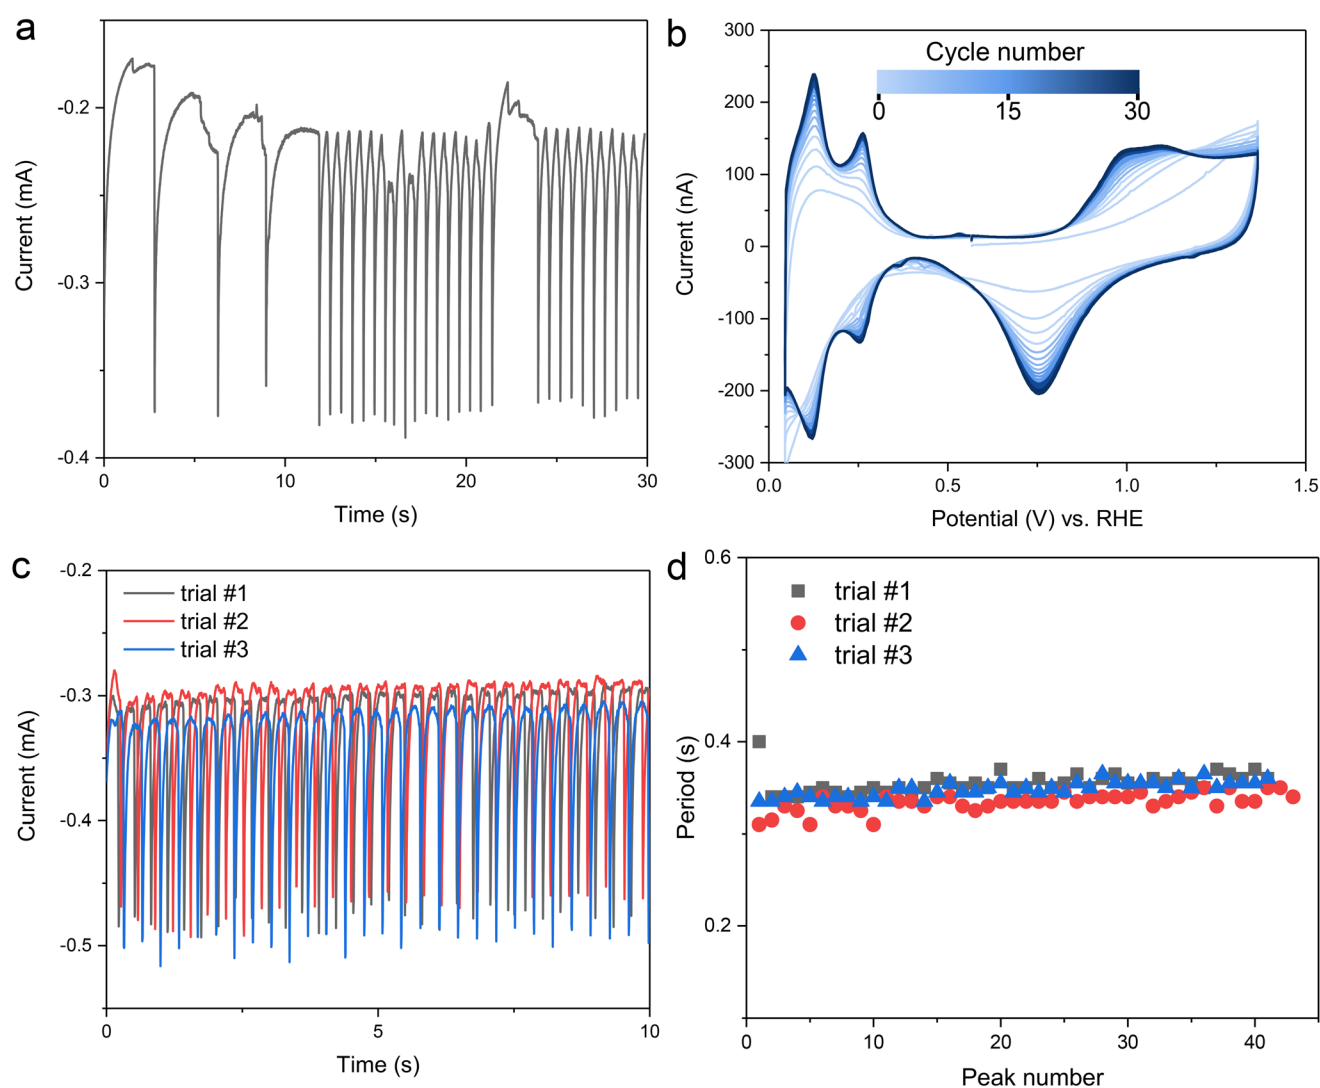 a
-0.2
-0.3
-0.4
Current (mA)
0
10
20
30
Time (s)
b
Cycle number
0
15
30
300
200
100
0
-100
-200
-300
Current (nA)
0.0
0.5
1.0
1.5
Potential (V) vs. RHE
c
trial #1
trial #2
trial #3
-0.2
-0.3
-0.4
-0.5
Current (mA)
0
5
10
Time (s)
d
trial #1
trial #2
trial #3
0.6
0.4
0.2
Period (s)
0
10
20
30
40
Peak number